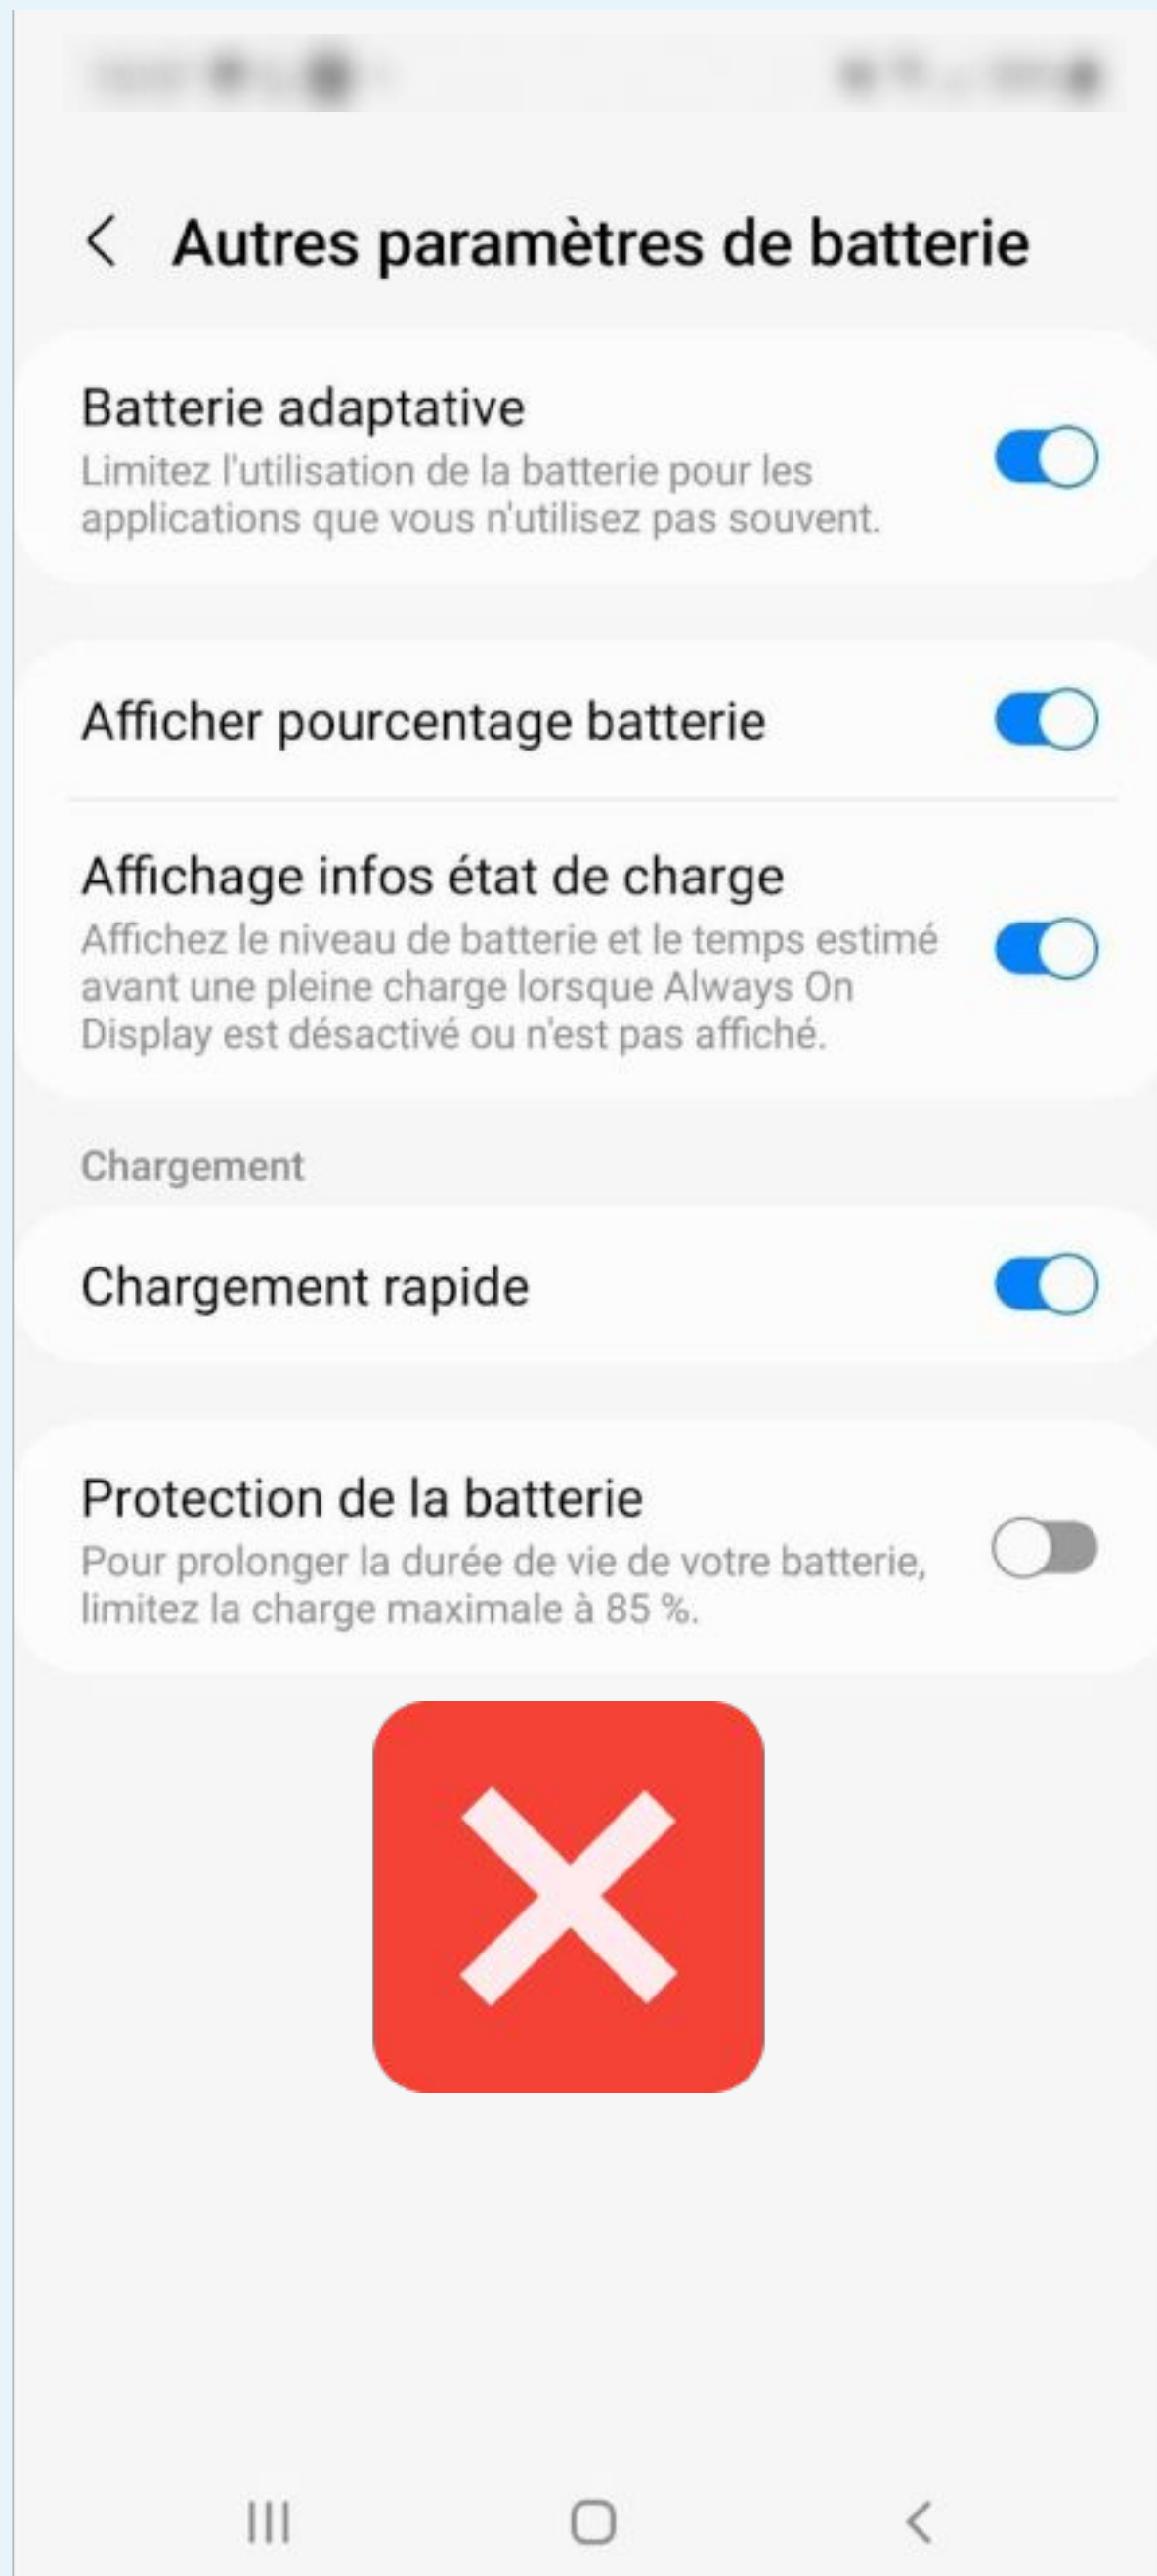 Autres paramètres de batterie
Batterie adaptative
Limitez l'utilisation de la batterie pour les
applications que vous n'utilisez pas souvent.
Afficher pourcentage batterie
Affichage infos état de charge
Affichez le niveau de batterie et le temps estimé
avant une pleine charge lorsque Always On
Display est désactivé ou n'est pas affiché.
Chargement
Chargement rapide
Protection de la batterie
Pour prolonger la durée de vie de votre batterie,
limitez la charge maximale à 85 %.